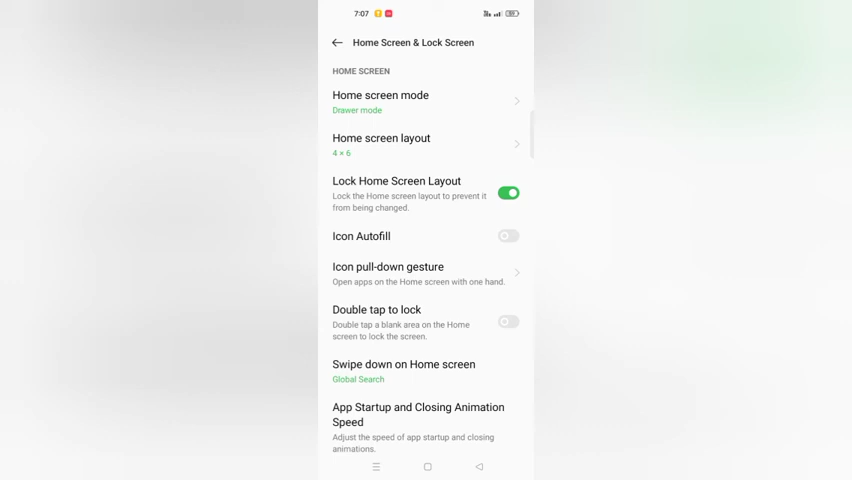 7:07
Home Screen & Lock Screen
HOME SCREEN
Home screen mode
Drawer mode
Home screen layout
4 × 6
Lock Home Screen Layout
Lock the Home screen layout to prevent it
from being changed.
Icon Autofill
Icon pull-down gesture
Open apps on the Home screen with one hand.
Double tap to lock
Double tap a blank area on the Home
screen to lock the screen.
Swipe down on Home screen
Global Search
App Startup and Closing Animation
Speed
Adjust the speed of app startup and closing
animations.